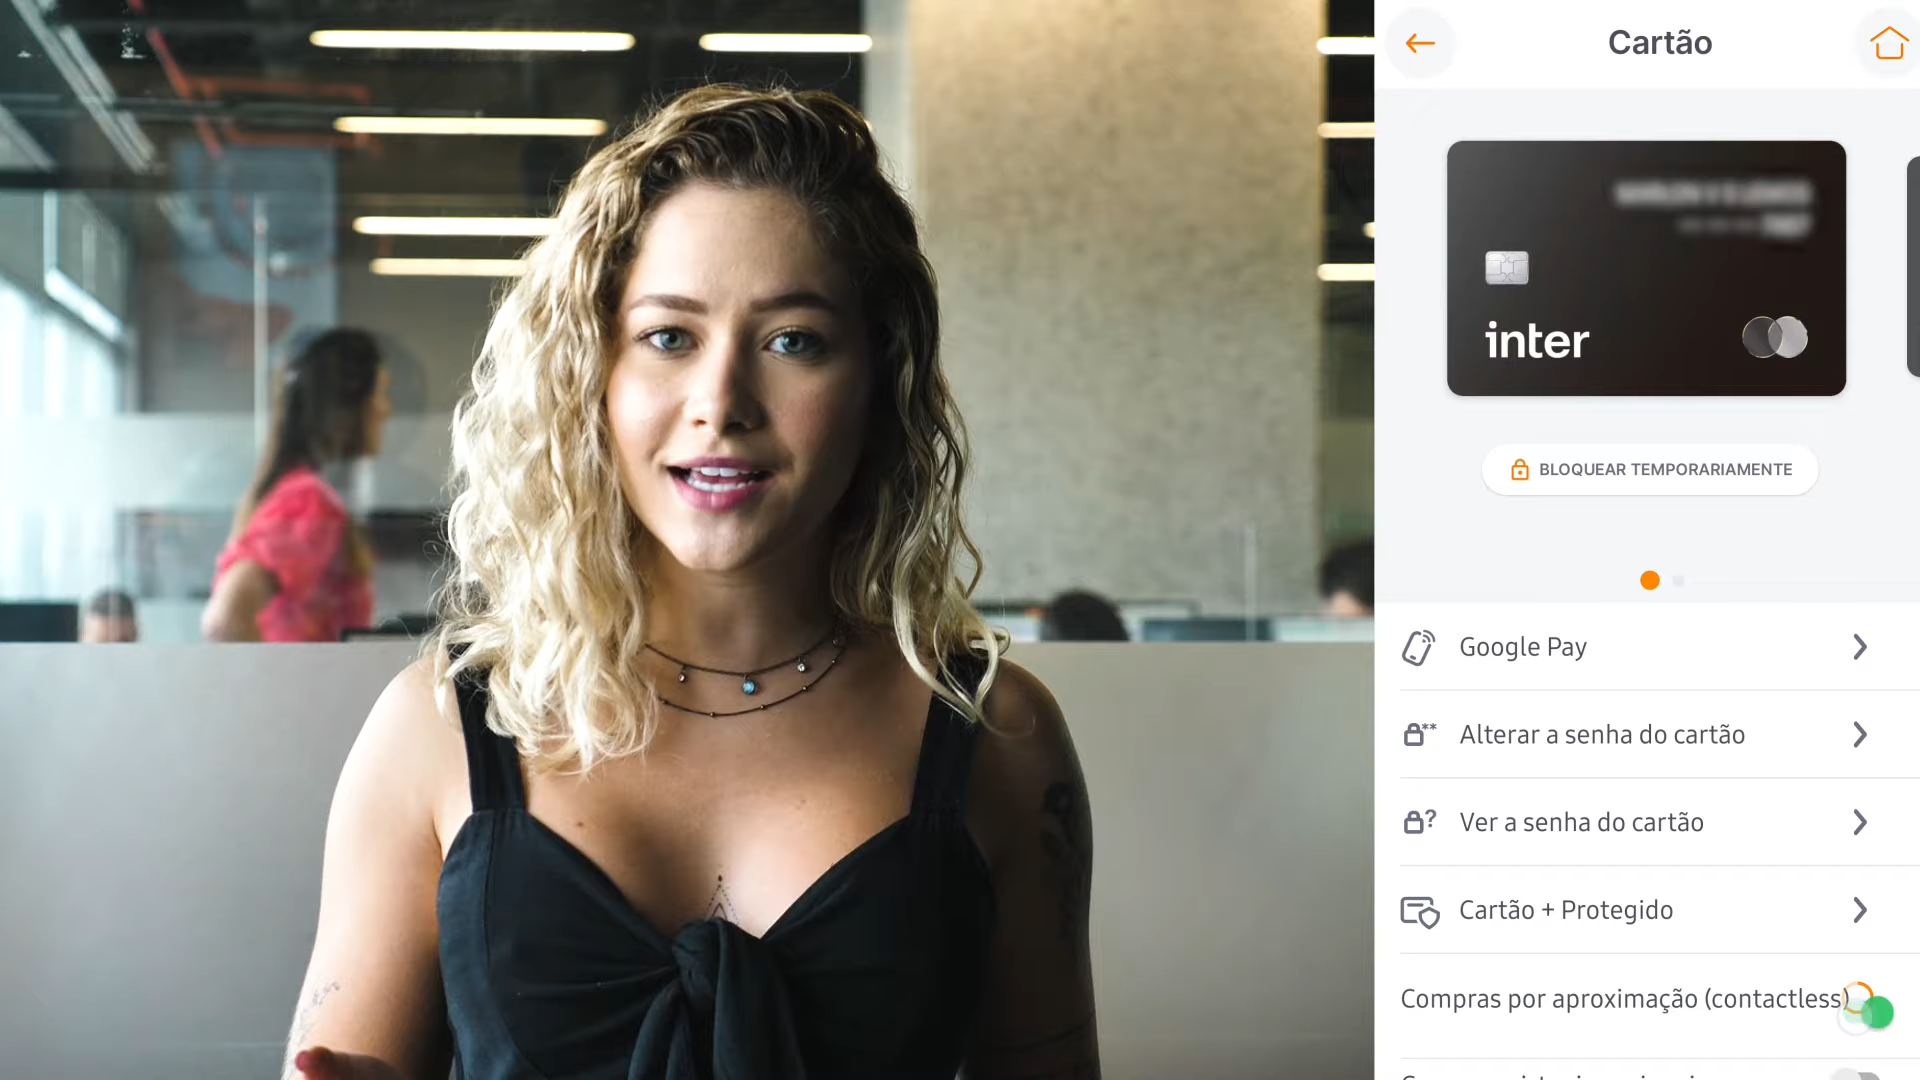 Cartão
inter
BLOQUEAR TEMPORARIAMENTE
Google Pay
Alterar a senha do cartão
Ver a senha do cartão
Cartão + Protegido
Compras por aproximação (contactless)